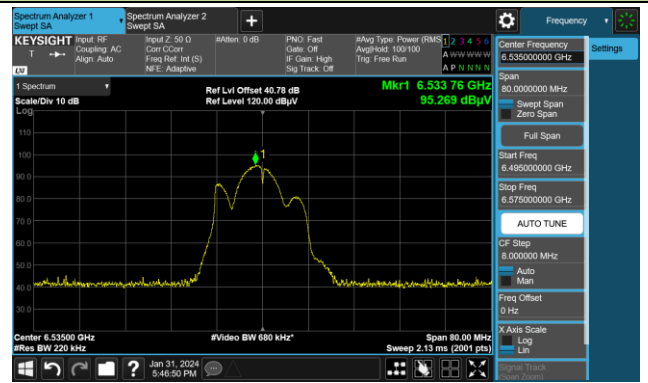 Spectrum Analyzer 1
Swept SA
Spectrum Analyzer 2
Swept SA
+
Frequency
KEYSIGHT
Input: RF
Coupling: AC
Align: Auto
Input Z: 50 Ω
Corr CCorr
Freq Ref: Int (S)
NFE: Adaptive
#Atten: 0 dB
PNO: Fast
Gate: Off
IF Gain: High
Sig Track: Off
#Avg Type: Power (RMS
Avg|Hold: 100/100
Trig: Free Run
1 2 3 4 5 6
A W W W W W
A P N N N N
LXI
1 Spectrum
Scale/Div 10 dB
Log
Ref Lvl Offset 40.78 dB
Ref Level 120.00 dBµV
Mkr1 6.533 76 GHz
95.269 dBµV
1
110
100
90.0
80.0
70.0
60.0
50.0
40.0
30.0
Center 6.53500 GHz
#Res BW 220 kHz
#Video BW 680 kHz*
Span 80.00 MHz
Sweep 2.13 ms (2001 pts)
Jan 31, 2024
5:46:50 PM
?
Center Frequency
6.535000000 GHz
Settings
Span
80.0000000 MHz
Swept Span
Zero Span
Full Span
Start Freq
6.495000000 GHz
Stop Freq
6.575000000 GHz
AUTO TUNE
CF Step
8.000000 MHz
Auto
Man
Freq Offset
0 Hz
X Axis Scale
Log
Lin
Signal Track
(Span Zoom)